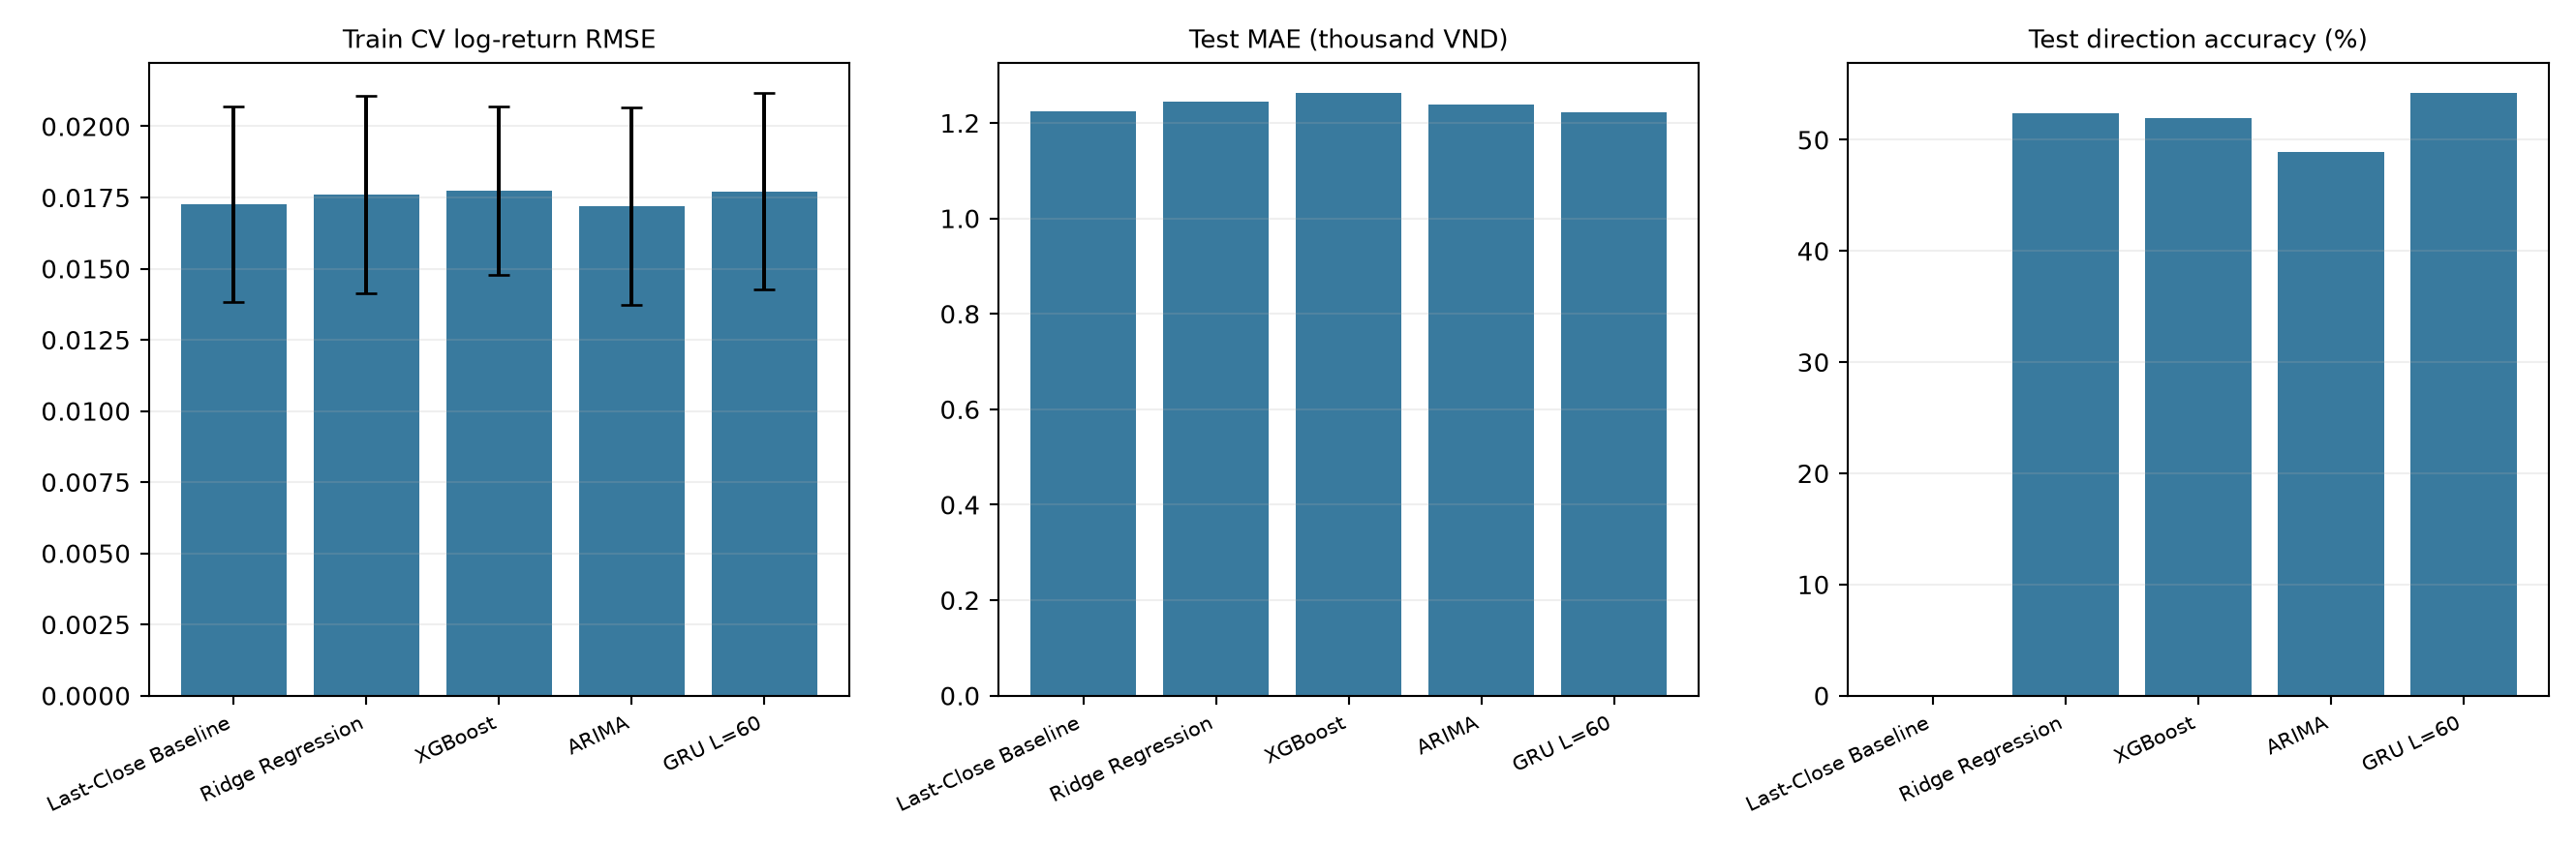 Train CV log-return RMSE
0.0200
0.0175
0.0150
0.0125
0.0100
0.0075
0.0050
0.0025
0.0000
Last-Close Baseline
Ridge Regression
XGBoost
ARIMA
GRU L=60
Test MAE (thousand VND)
1.2
1.0
0.8
0.6
0.4
0.2
0.0
Last-Close Baseline
Ridge Regression
XGBoost
ARIMA
GRU L=60
Test direction accuracy (%)
50
40
30
20
10
0
Last-Close Baseline
Ridge Regression
XGBoost
ARIMA
GRU L=60